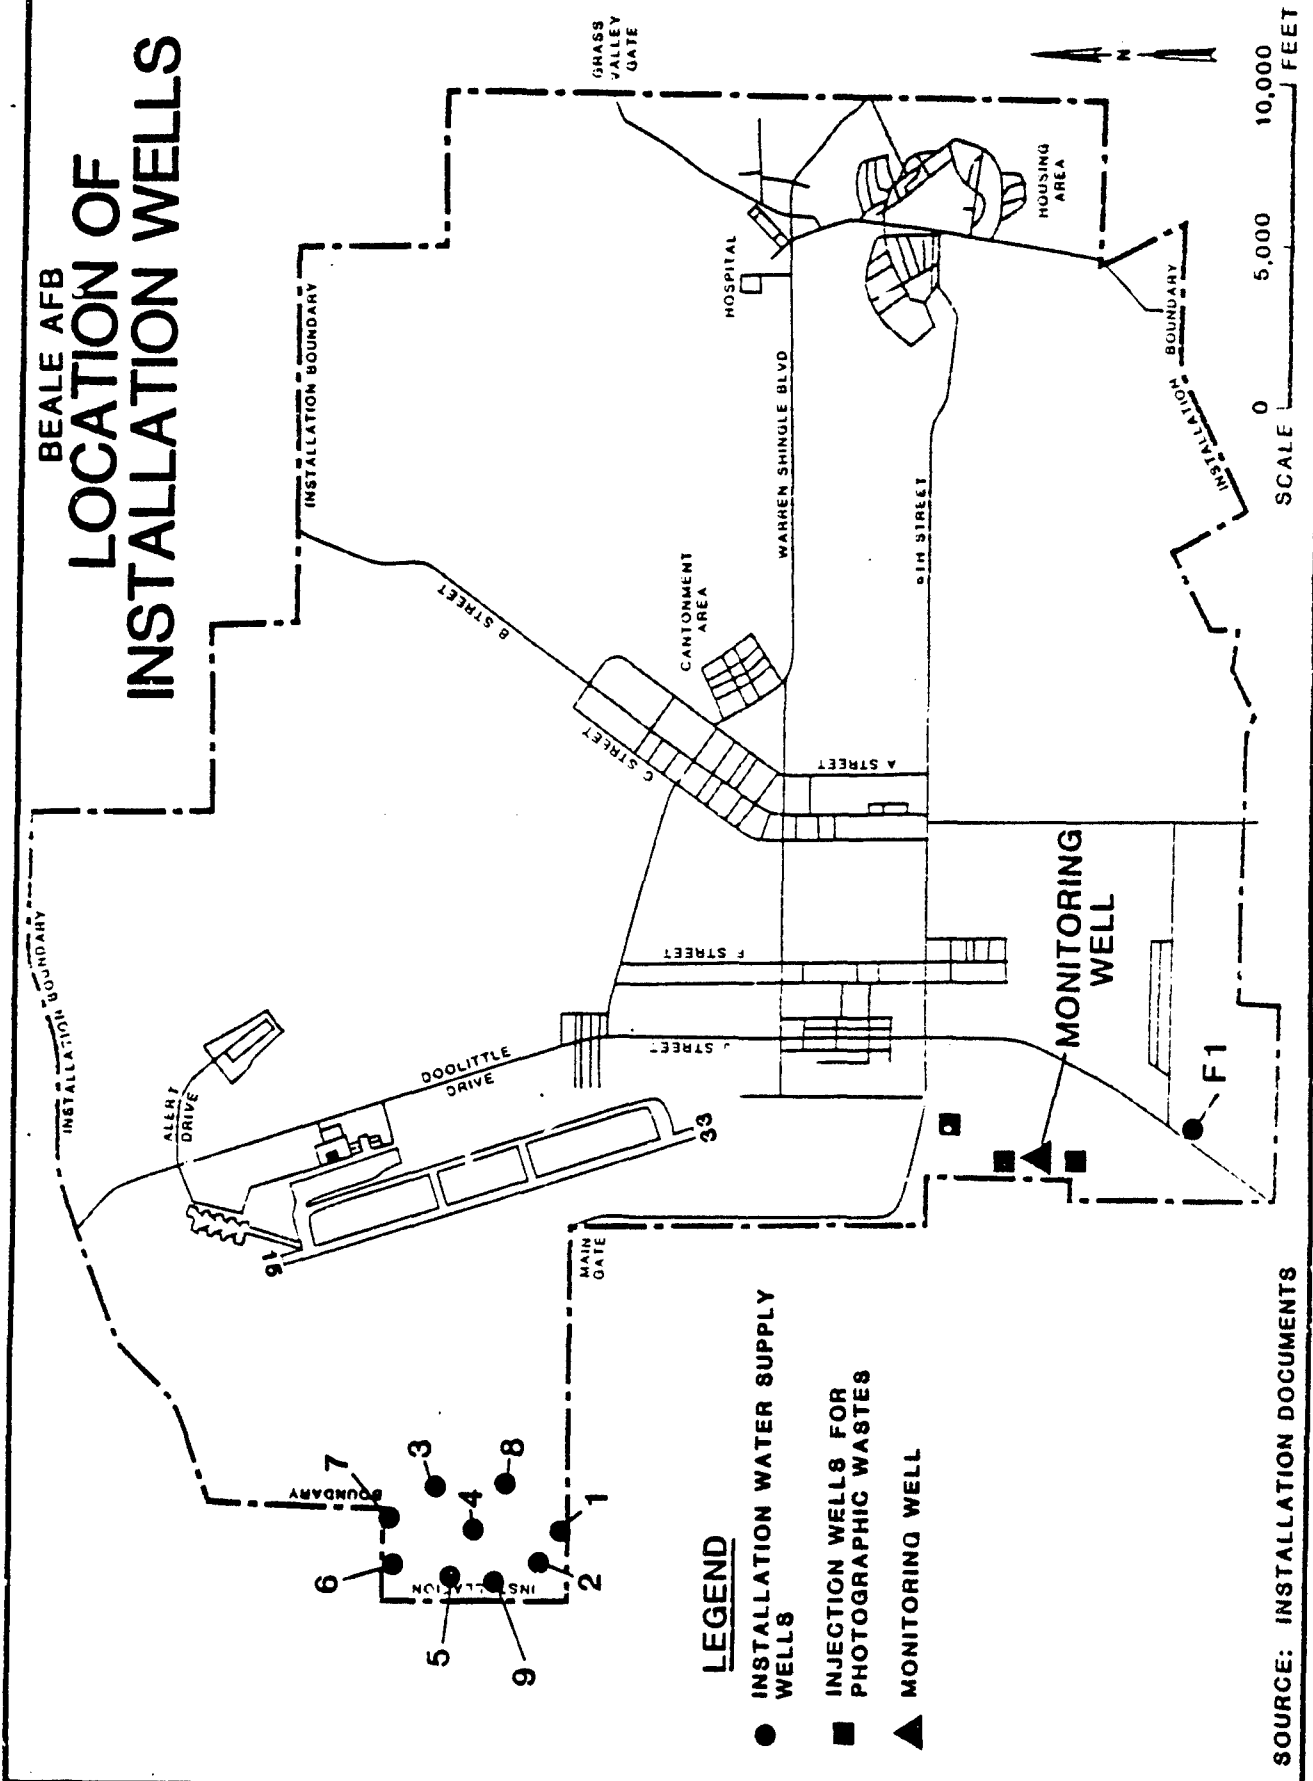 BEALE AFB
LOCATION OF
INSTALLATION WELLS
INSTALLATION BOUNDARY
INSTALLATION BOUNDARY
GRASS
VALLEY
GATE
ALERT
DRIVE
DOOLITTLE
DRIVE
B STREET
C STREET
CANTONMENT
AREA
HOSPITAL
WARREN SHINGLE BLVD
HOUSING
AREA
15
33
MAIN
GATE
F STREET
J STREET
A STREET
6TH STREET
BOUNDARY
INSTALLATION
7
3
6
4
8
5
9
2
1
MONITORING
WELL
F1
INSTALLATION BOUNDARY
N
LEGEND
INSTALLATION WATER SUPPLY
WELLS
INJECTION WELLS FOR
PHOTOGRAPHIC WASTES
MONITORING WELL
SCALE 0 5,000 10,000 FEET
SOURCE: INSTALLATION DOCUMENTS